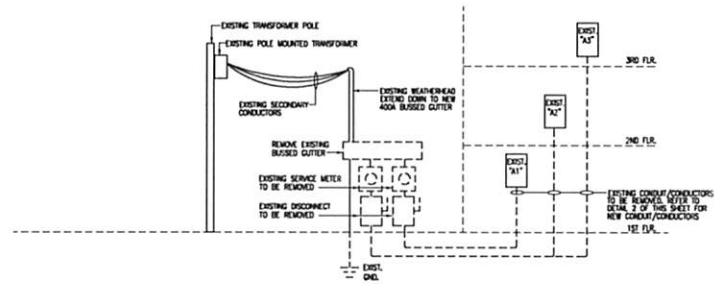 EXISTING TRANSFORMER POLE
EXISTING POLE MOUNTED TRANSFORMER
EXISTING SECONDARY
CONDUCTORS
EXISTING WEATHERHEAD
EXTEND DOWN TO NEW
400A BUSSED GUTTER
REMOVE EXISTING
BUSSED GUTTER
EXISTING SERVICE METER
TO BE REMOVED
EXISTING DISCONNECT
TO BE REMOVED
EXIST.
GND.
EXIST.
"A3"
3RD FLR.
EXIST.
"A2"
2ND FLR.
EXIST.
"A1"
EXISTING CONDUIT/CONDUCTORS
TO BE REMOVED. REFER TO
DETAIL 2 OF THIS SHEET FOR
NEW CONDUIT/CONDUCTORS
1ST FLR.